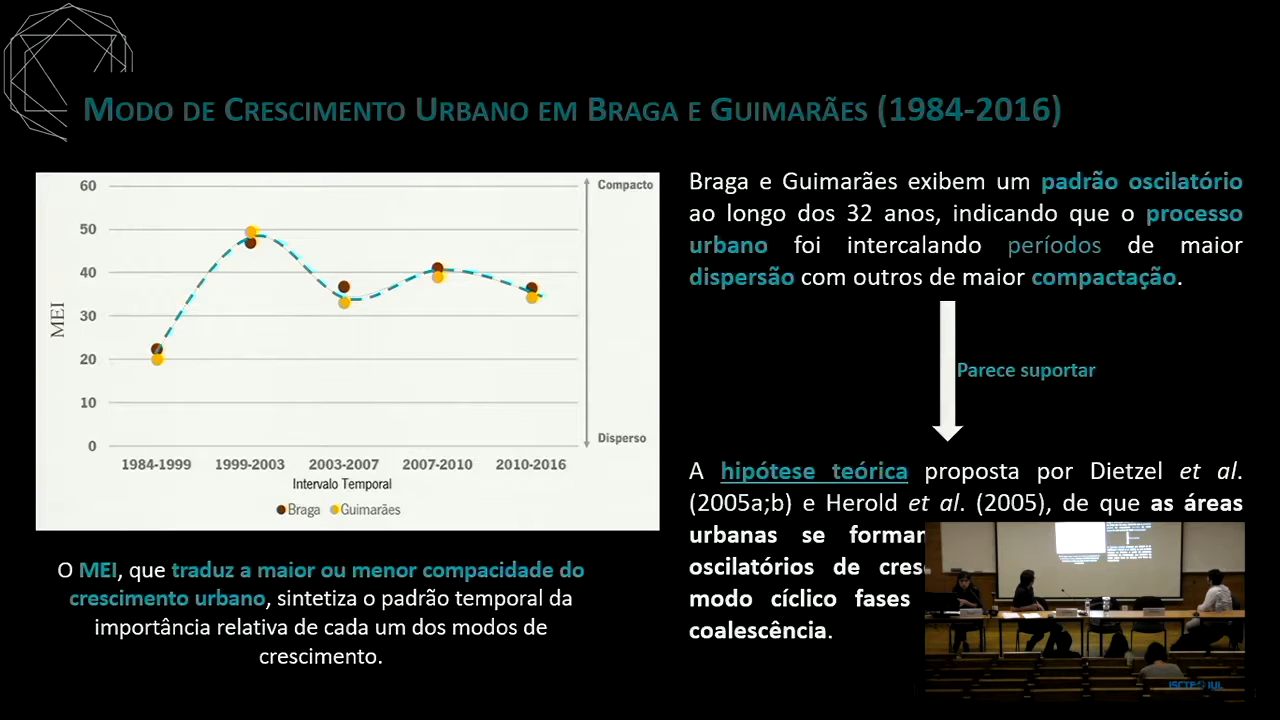 MODO DE CRESCIMENTO URBANO EM BRAGA E GUIMARÃES (1984-2016)
60
50
40
30
20
10
0
MEI
Compacto
Disperso
1984-1999 1999-2003 2003-2007 2007-2010 2010-2016
Intervalo Temporal
Braga Guimarães
O MEI, que traduz a maior ou menor compacidade do
crescimento urbano, sintetiza o padrão temporal da
importância relativa de cada um dos modos de
crescimento.
Braga e Guimarães exibem um padrão oscilatório
ao longo dos 32 anos, indicando que o processo
urbano foi intercalando períodos de maior
dispersão com outros de maior compactação.
Parece suportar
A hipótese teórica proposta por Dietzel et al.
(2005a;b) e Herold et al. (2005), de que as áreas
urbanas se
oscilatórios de
modo cíclico fases
coalescência.
ISCTE IUL